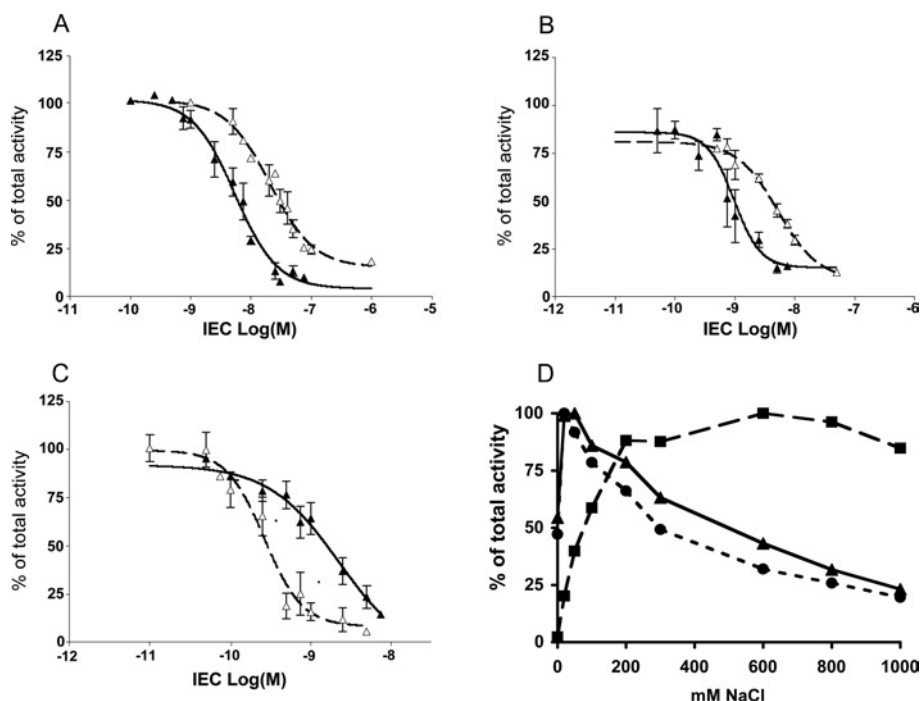 A
125
100
75
50
25
0
% of total activity
-11 -10 -9 -8 -7 -6 -5
IEC Log(M)
B
125
100
75
50
25
0
% of total activity
-11 -10 -9 -8 -7 -6
IEC Log(M)
C
125
100
75
50
25
0
% of total activity
-12 -11 -10 -9 -8
IEC Log(M)
D
100
75
50
25
0
% of total activity
0 200 400 600 800 1000
mM NaCl